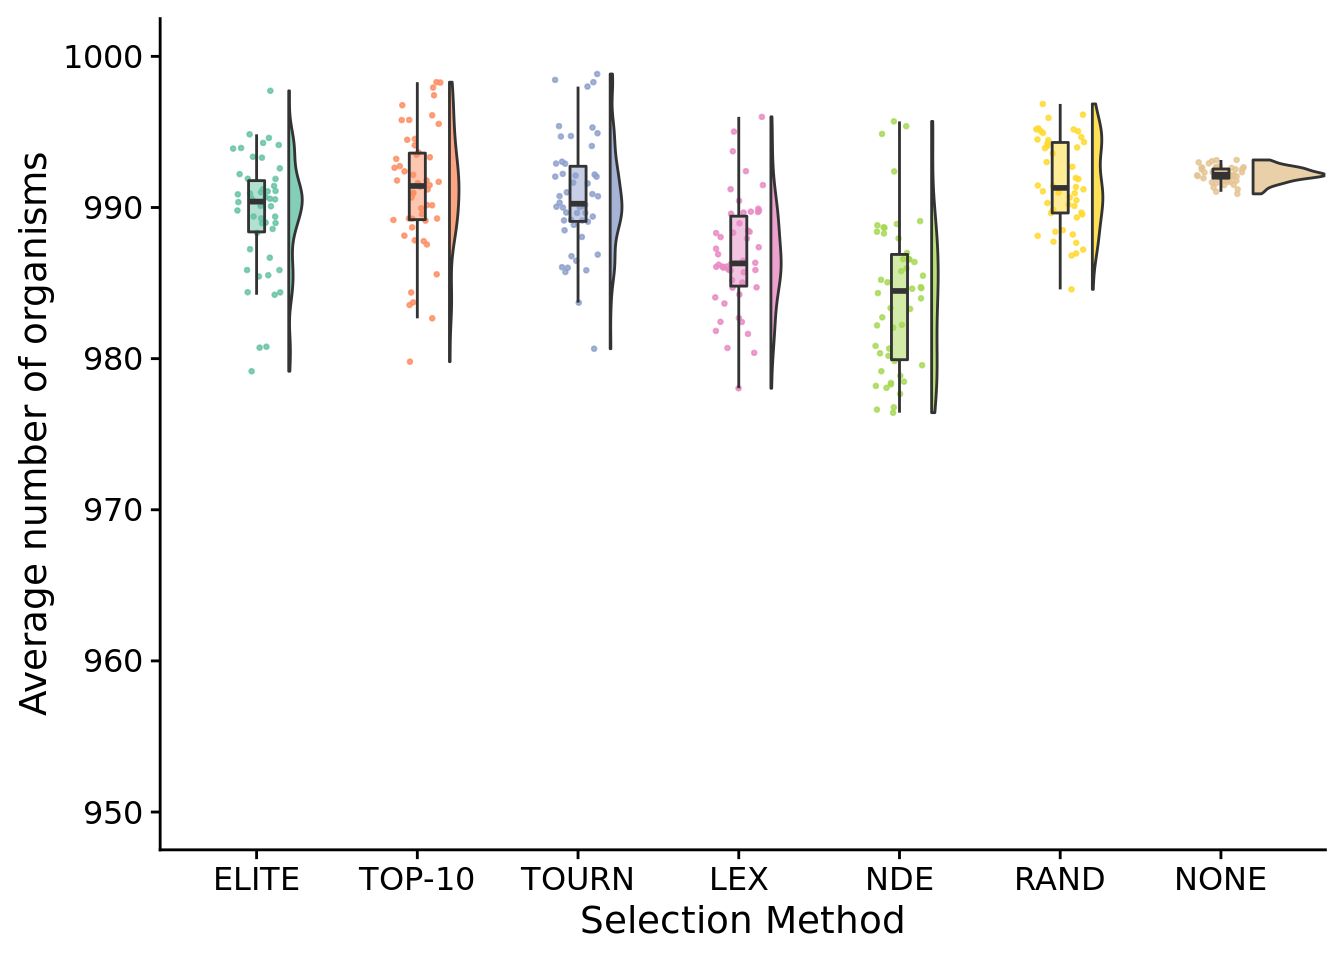 Average number of organisms
1000
990
980
970
960
950
ELITE TOP-10 TOURN LEX NDE RAND NONE
Selection Method